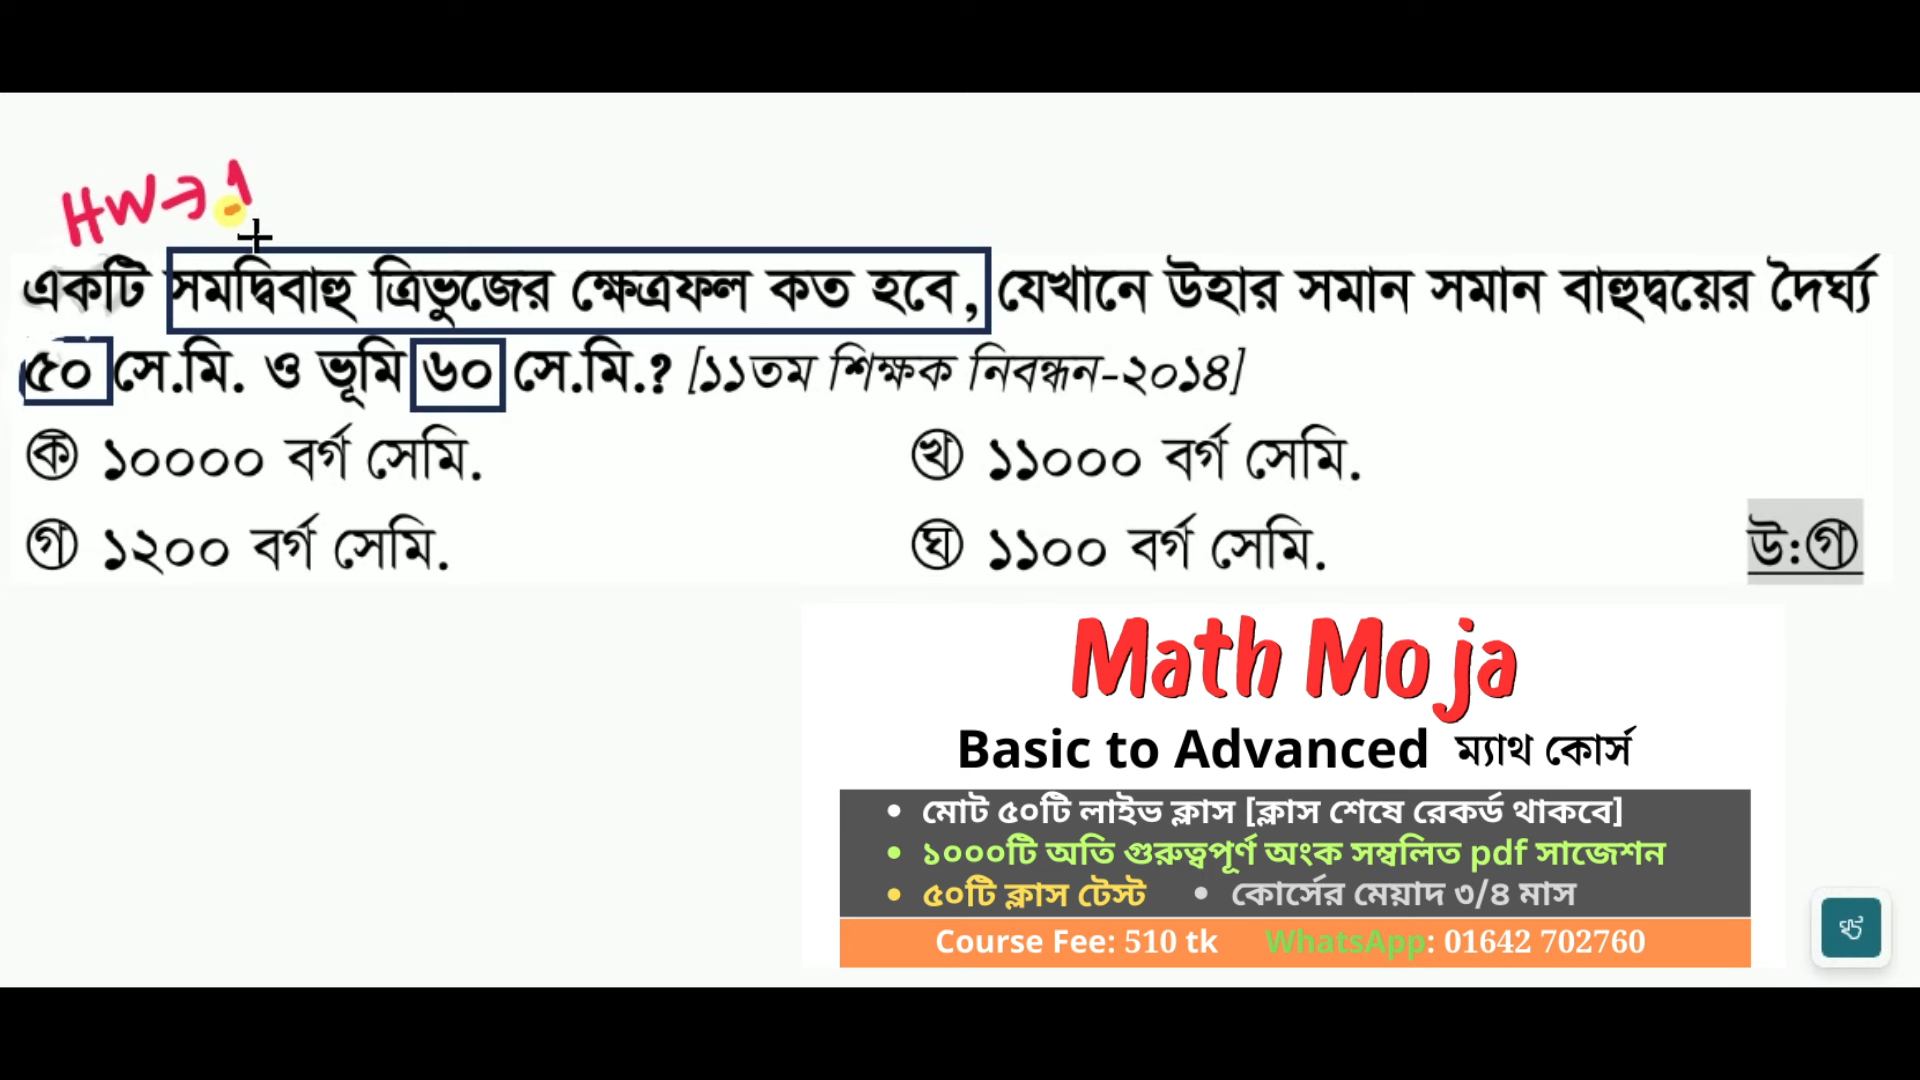 HW→1
একটি সমদ্বিবাহু ত্রিভুজের ক্ষেত্রফল কত হবে, যেখানে উহার সমান সমান বাহুদ্বয়ের দৈর্ঘ্য
৫০ সে.মি. ও ভূমি ৬০ সে.মি.? [১১তম শিক্ষক নিবন্ধন-২০১৪]
ⓚ ১০০০০ বর্গ সেমি. খ ১১০০০ বর্গ সেমি.
গ ১২০০ বর্গ সেমি. ঘ ১১০০ বর্গ সেমি. উ:গ
Math Moja
Basic to Advanced ম্যাথ কোর্স
• মোট ৫০টি লাইভ ক্লাস [ক্লাস শেষে রেকর্ড থাকবে]
• ১০০০টি অতি গুরুত্বপূর্ণ অংক সম্বলিত pdf সাজেশন
• ৫০টি ক্লাস টেস্ট • কোর্সের মেয়াদ ৩/৪ মাস
Course Fee: 510 tk WhatsApp: 01642 702760